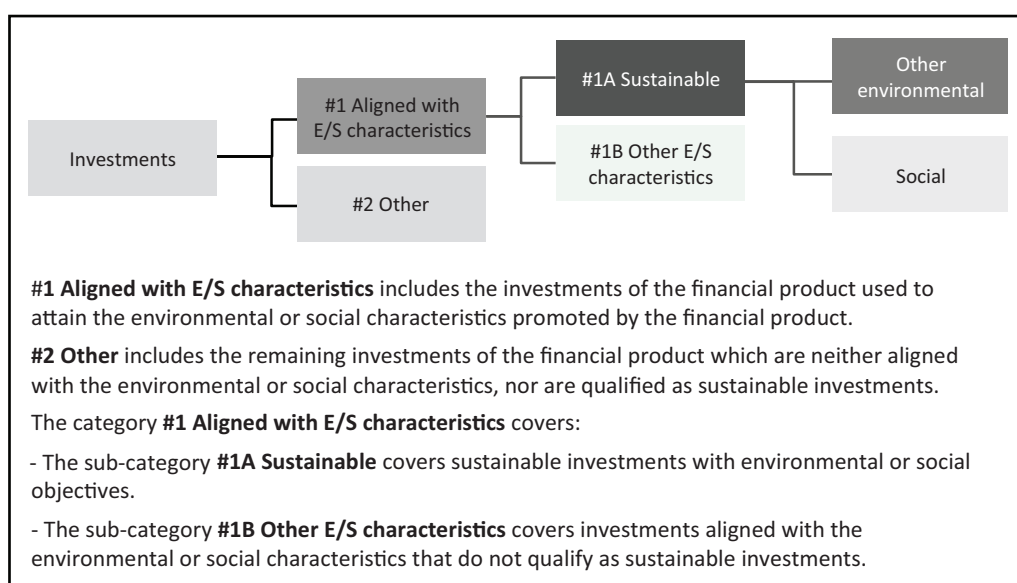 Investments
#1 Aligned with
E/S characteristics
#2 Other
#1A Sustainable
#1B Other E/S
characteristics
Other
environmental
Social
#1 Aligned with E/S characteristics includes the investments of the financial product used to
attain the environmental or social characteristics promoted by the financial product.
#2 Other includes the remaining investments of the financial product which are neither aligned
with the environmental or social characteristics, nor are qualified as sustainable investments.
The category #1 Aligned with E/S characteristics covers:
- The sub-category #1A Sustainable covers sustainable investments with environmental or social
objectives.
- The sub-category #1B Other E/S characteristics covers investments aligned with the
environmental or social characteristics that do not qualify as sustainable investments.